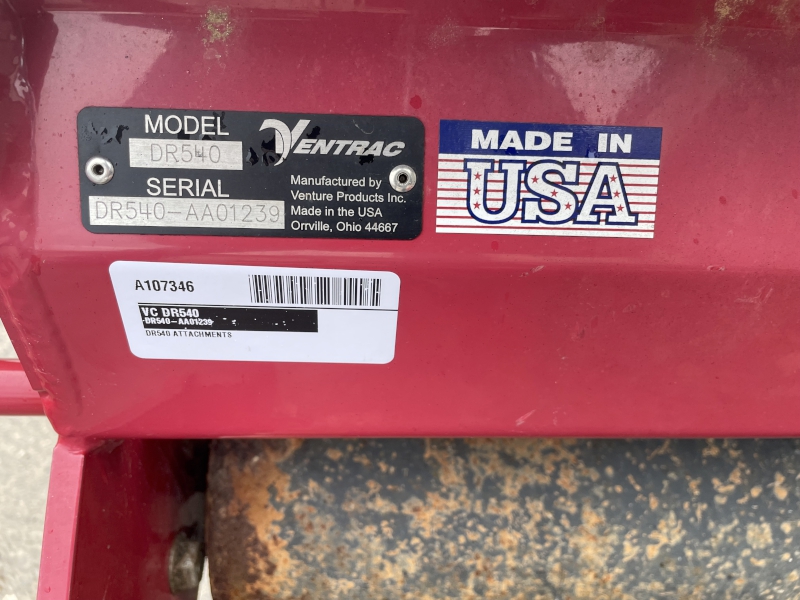 MODEL
DR540
VENTRAC
SERIAL
DR540-AA01239
Manufactured by
Venture Products Inc.
Made in the USA
Orrville, Ohio 44667
MADE IN
USA
A107346
VC DR540
DR540-AA01239
DR540 ATTACHMENTS